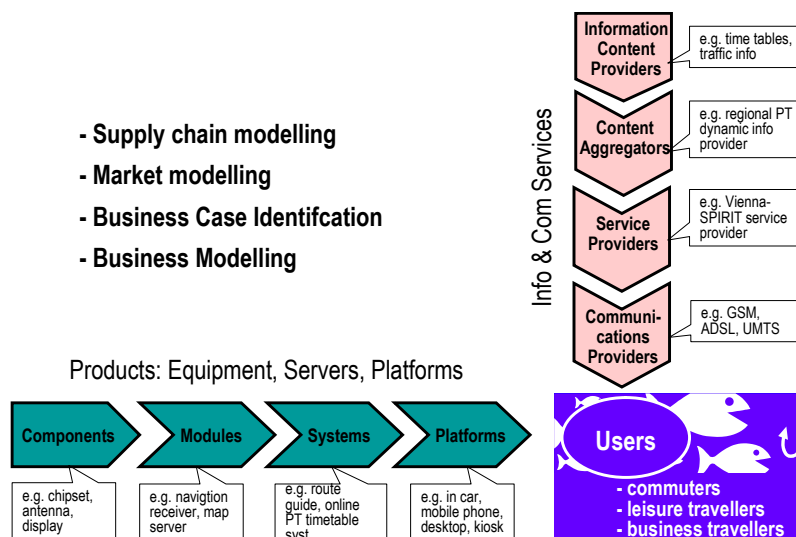 Information
Content
Providers
e.g. time tables,
traffic info
Content
Aggregators
e.g. regional PT
dynamic info
provider
Service
Providers
e.g. Vienna-
SPIRIT service
provider
Communi-
cations
Providers
e.g. GSM,
ADSL, UMTS
Info & Com Services
- Supply chain modelling
- Market modelling
- Business Case Identifcation
- Business Modelling
Products: Equipment, Servers, Platforms
Components
Modules
Systems
Platforms
e.g. chipset,
antenna,
display
e.g. navigtion
receiver, map
server
e.g. route
guide, online
PT timetable
syst
e.g. in car,
mobile phone,
desktop, kiosk
Users
- commuters
- leisure travellers
- business travellers